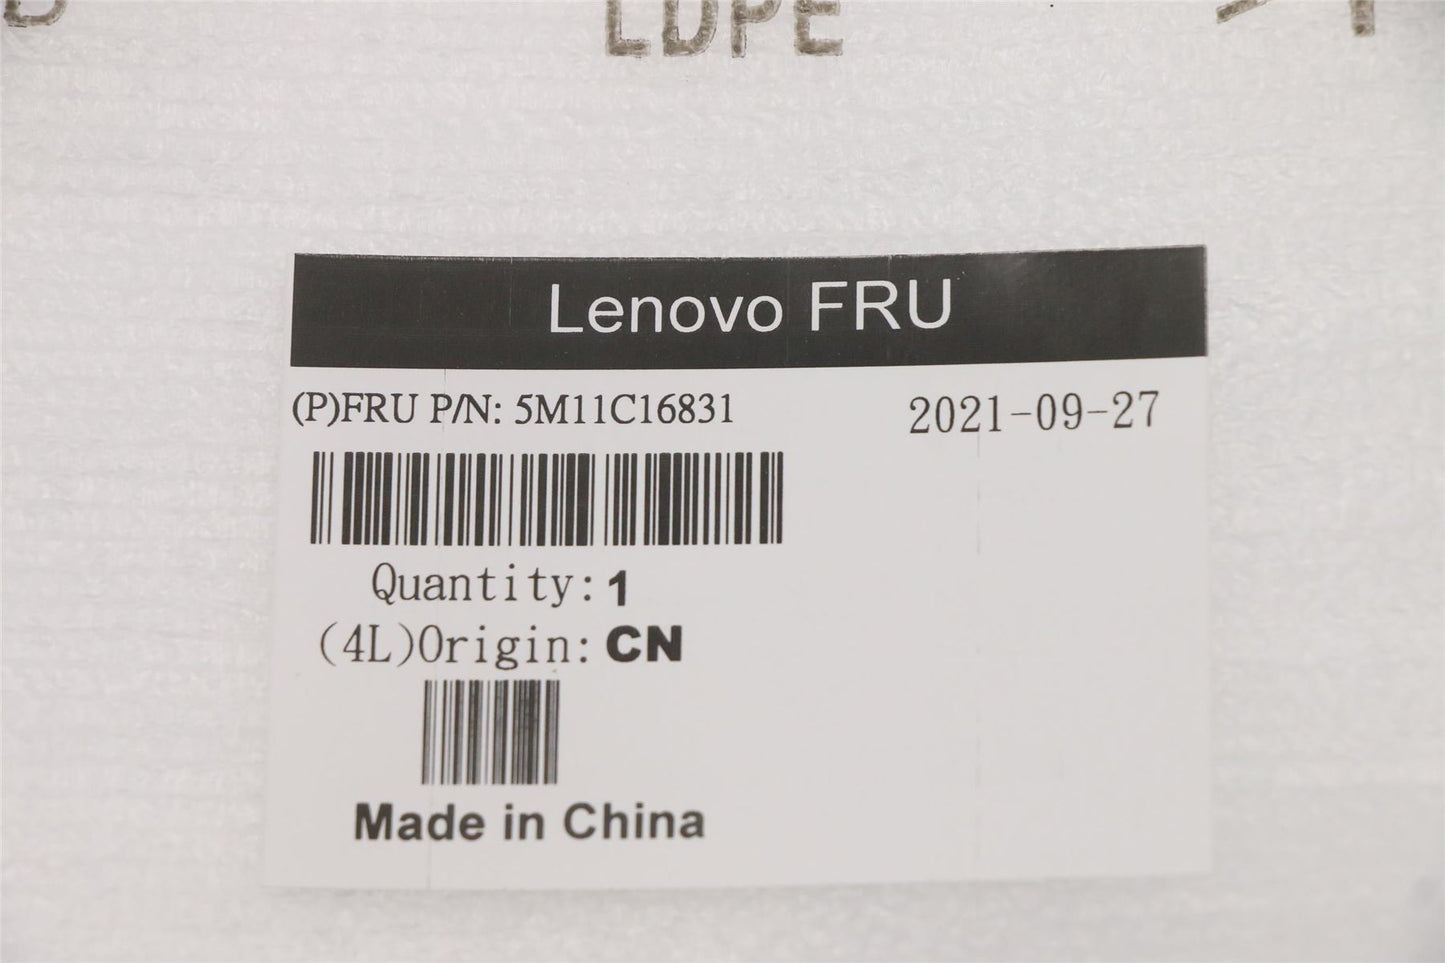 LDPE
Lenovo FRU
(P)FRU P/N: 5M11C16831
2021-09-27
Quantity: 1
(4L)Origin: CN
Made in China